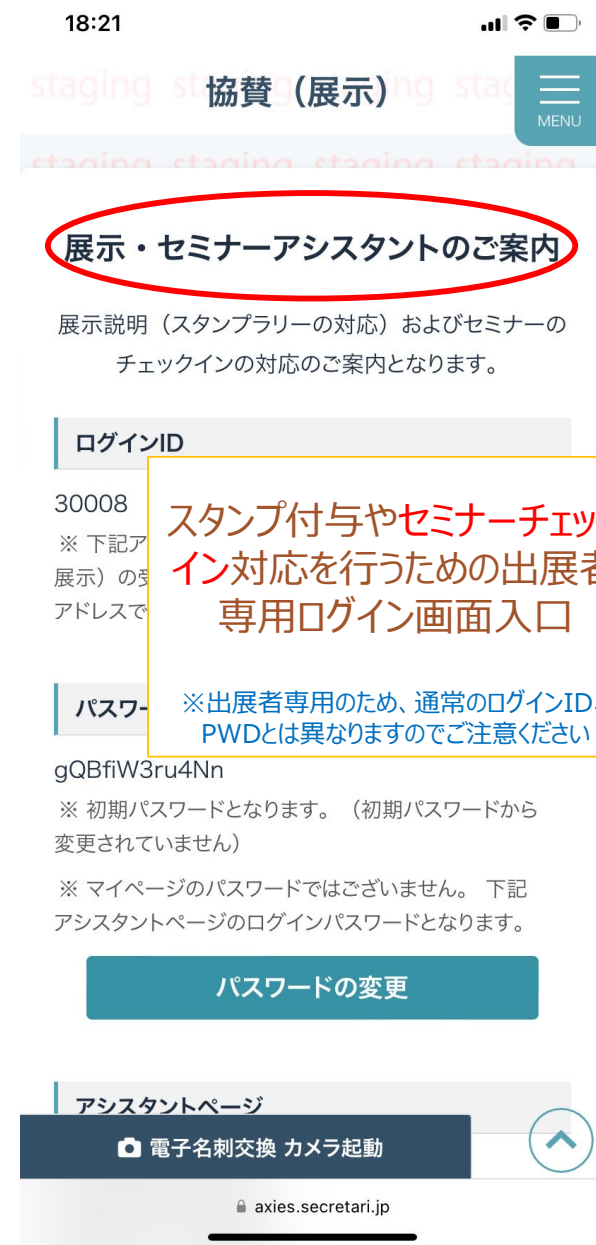 18:21
staging staging staging staging
協賛（展示）
MENU
staging staging staging staging
展示・セミナーアシスタントのご案内
展示説明（スタンプラリーの対応）およびセミナーの
チェックインの対応のご案内となります。
ログインID
30008
※ 下記ア
展示）の受
アドレスで
スタンプ付与やセミナーチェッ
イン対応を行うための出展者
専用ログイン画面入口
※出展者専用のため、通常のログインID、
PWDとは異なりますのでご注意ください
パスワー
gQBfiW3ru4Nn
※ 初期パスワードとなります。（初期パスワードから
変更されていません）
※ マイページのパスワードではございません。 下記
アシスタントページのログインパスワードとなります。
パスワードの変更
アシスタントページ
電子名刺交換 カメラ起動
axies.secretari.jp